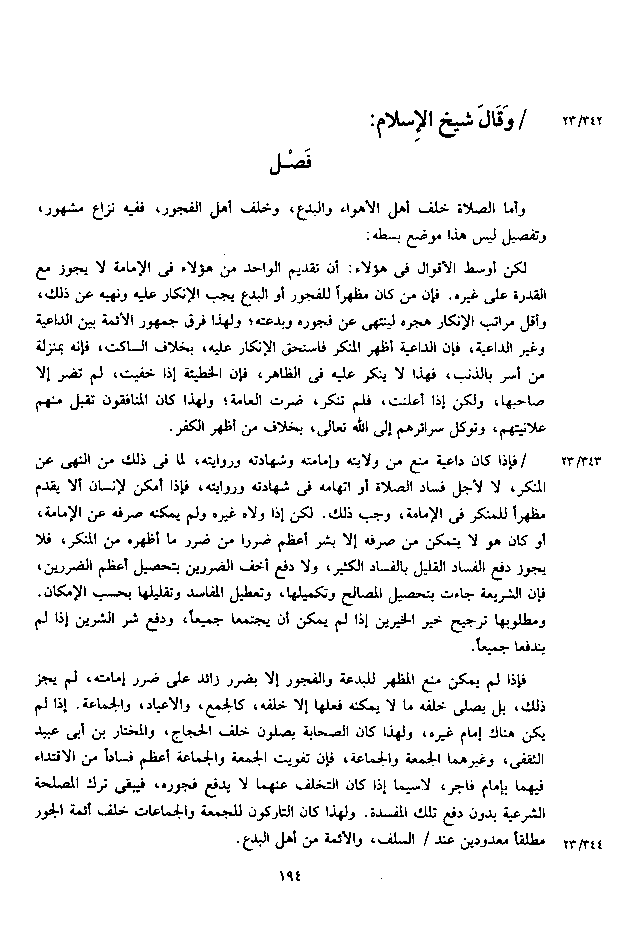 ٢٣/٣٤٢ / وَقَالَ شيخ الإِسلام:
فَصْــل
وأما الصلاة خلف أهل الأهواء والبدع، وخلف أهل الفجور، ففيه نزاع مشهور،
وتفصيل ليس هذا موضع بسطه:
لكن أوسط الأقوال فى هؤلاء: أن تقديم الواحد من هؤلاء فى الإمامة لا يجوز مع
القدرة على غيره. فإن من كان مظهراً للفجور أو البدع يجب الإنكار عليه ونهيه عن ذلك،
وأقل مراتب الإنكار هجره لينتهى عن فجوره وبدعته؛ ولهذا فرق جمهور الأئمة بين الداعية
وغير الداعية، فإن الداعية أظهر المنكر فاستحق الإنكار عليه، بخلاف الساكت، فإنه بمنزلة
من أسر بالذنب، فهذا لا ينكر عليه فى الظاهر، فإن الخطيئة إذا خفيت، لم تضر إلا
صاحبها، ولكن إذا أعلنت، فلم تنكر، ضرت العامة؛ ولهذا كان المنافقون تقبل منهم
علانيتهم، وتوكل سرائرهم إلى الله تعالى، بخلاف من أظهر الكفر.
٢٣/٣٤٣ / فإذا كان داعية منع من ولايته وإمامته وشهادته وروايته، لما فى ذلك من النهى عن
المنكر، لا لأجل فساد الصلاة أو اتهامه فى شهادته وروايته، فإذا أمكن لإنسان ألا يقدم
مظهراً للمنكر فى الإمامة، وجب ذلك. لكن إذا ولاه غيره ولم يمكنه صرفه عن الإمامة،
أو كان هو لا يتمكن من صرفه إلا بشر أعظم ضررا من ضرر ما أظهره من المنكر، فلا
يجوز دفع الفساد القليل بالفساد الكثير، ولا دفع أخف الضررين بتحصيل أعظم الضررين،
فإن الشريعة جاءت بتحصيل المصالح وتكميلها، وتعطيل المفاسد وتقليلها بحسب الإمكان.
ومطلوبها ترجيح خير الخيرين إذا لم يمكن أن يجتمعا جميعاً، ودفع شر الشرين إذا لم
يندفعا جميعاً.
فإذا لم يمكن منع المظهر للبدعة والفجور إلا بضرر زائد على ضرر إمامته، لم يجز
ذلك، بل يصلى خلفه ما لا يمكنه فعلها إلا خلفه، كالجمع، والأعياد، والجماعة. إذا لم
يكن هناك إمام غيره، ولهذا كان الصحابة يصلون خلف الحجاج، والمختار بن أبى عبيد
الثقفى، وغيرهما الجمعة والجماعة، فإن تفويت الجمعة والجماعة أعظم فساداً من الاقتداء
فيهما بإمام فاجر، لاسيما إذا كان التخلف عنهما لا يدفع فجوره، فيبقى ترك المصلحة
الشرعية بدون دفع تلك المفسدة. ولهذا كان التاركون للجمعة والجماعات خلف أئمة الجور
٢٣/٣٤٤ مطلقاً معدودين عند / السلف، والأئمة من أهل البدع.
١٩٤